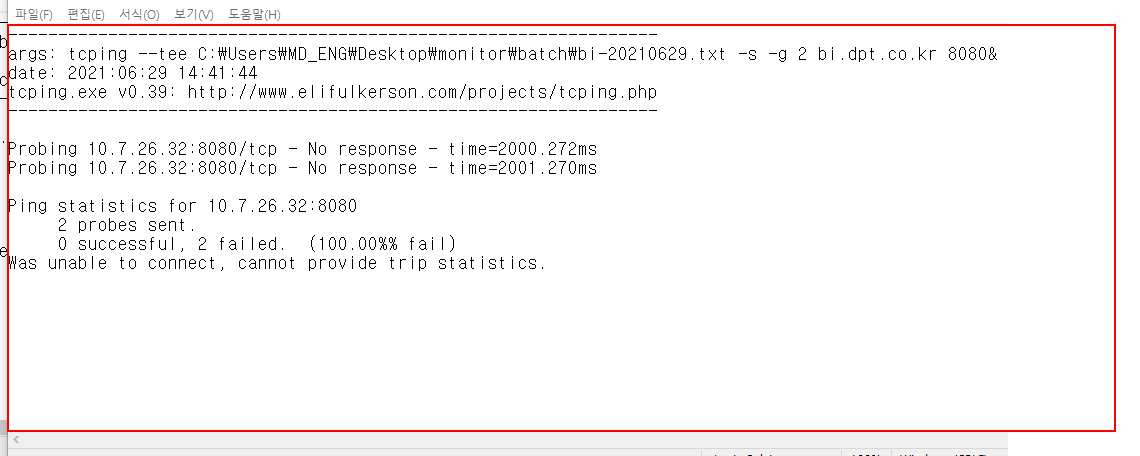 파일(F) 편집(E) 서식(O) 보기(V) 도움말(H)
----------------------------------------------------------------
args: tcping --tee C:\Users\MD_ENG\Desktop\monitor\batch\bi-20210629.txt -s -g 2 bi.dpt.co.kr 8080&
date: 2021:06:29 14:41:44
tcping.exe v0.39: http://www.elifulkerson.com/projects/tcping.php
----------------------------------------------------------------
Probing 10.7.26.32:8080/tcp - No response - time=2000.272ms
Probing 10.7.26.32:8080/tcp - No response - time=2001.270ms
Ping statistics for 10.7.26.32:8080
2 probes sent.
0 successful, 2 failed. (100.00%% fail)
Was unable to connect, cannot provide trip statistics.